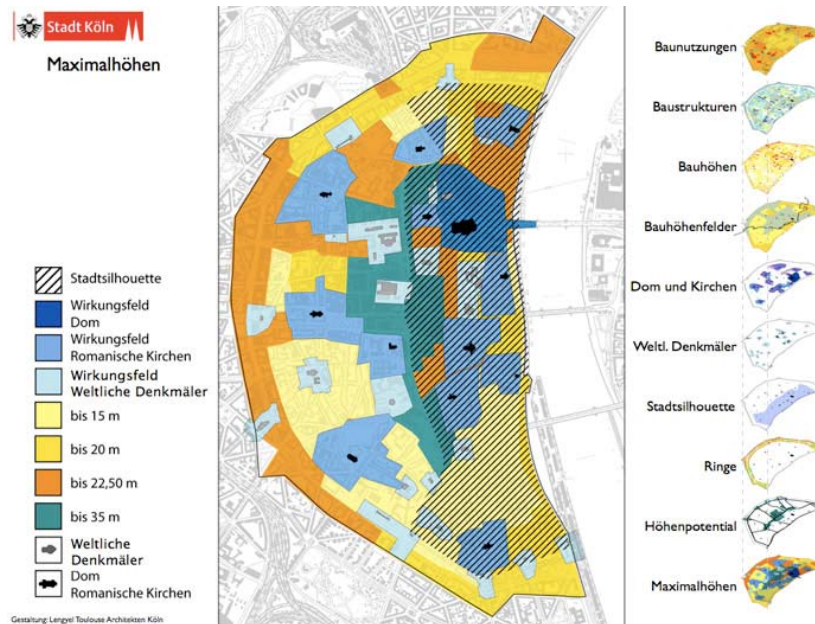 Stadt Köln
Maximalhöhen
Stadtsilhouette
Wirkungsfeld
Dom
Wirkungsfeld
Romanische Kirchen
Wirkungsfeld
Weltliche Denkmäler
bis 15 m
bis 20 m
bis 22,50 m
bis 35 m
Weltliche
Denkmäler
Dom
Romanische Kirchen
Gestaltung: Lengyel Toulouse Architekten Köln
Baunutzungen
Baustrukturen
Bauhöhen
Bauhöhenfelder
Dom und Kirchen
Weltl. Denkmäler
Stadtsilhouette
Ringe
Höhenpotential
Maximalhöhen